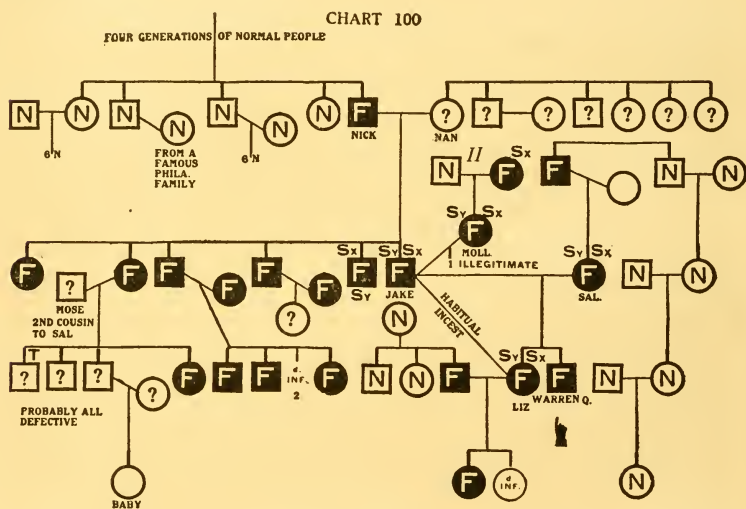 CHART 100
FOUR GENERATIONS OF NORMAL PEOPLE
N N N N N N N F ? ? ? ? ? ?
NICK NAN
6 N
FROM A
FAMOUS
PHILA.
FAMILY
6 N
N II F Sx F N N
Sy Sx Sy Sx
F
MOLL
1 ILLEGITIMATE
F F F F F F Sx F Sy Sy Sx F F N N
? MOSE
2ND COUSIN
TO SAL
? JAKE SAL.
HABITUAL
INCEST
N
T
? ? ? ? F F F d. INF. 2 F N N F Sy Sx F F N N
PROBABLY ALL
DEFECTIVE
LIZ WARREN Q.
BABY
F d INF. N